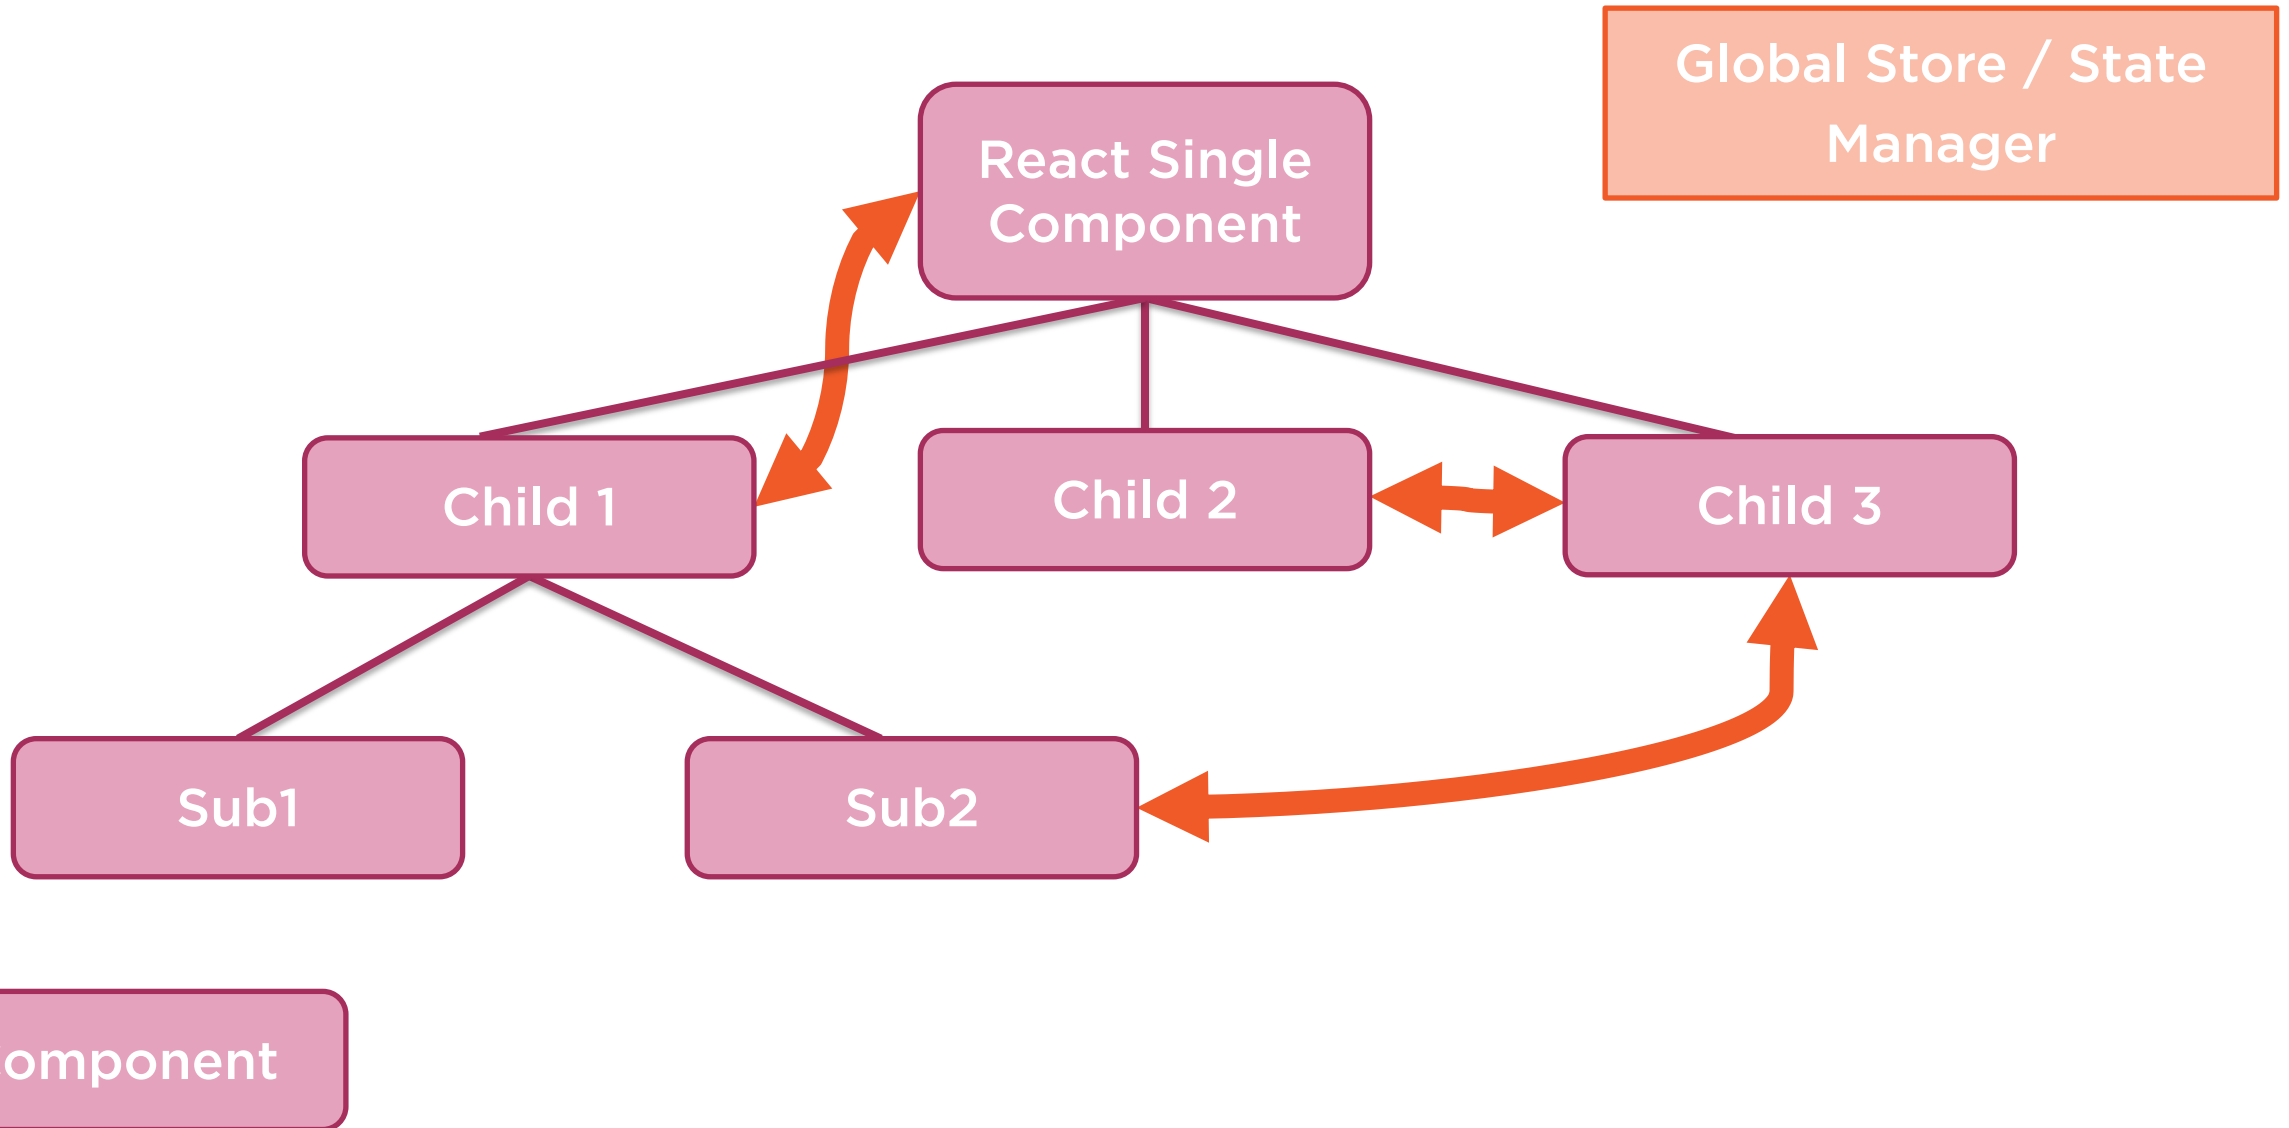 Global Store / State
Manager
React Single
Component
Child 1
Child 2
Child 3
Sub1
Sub2
omponent